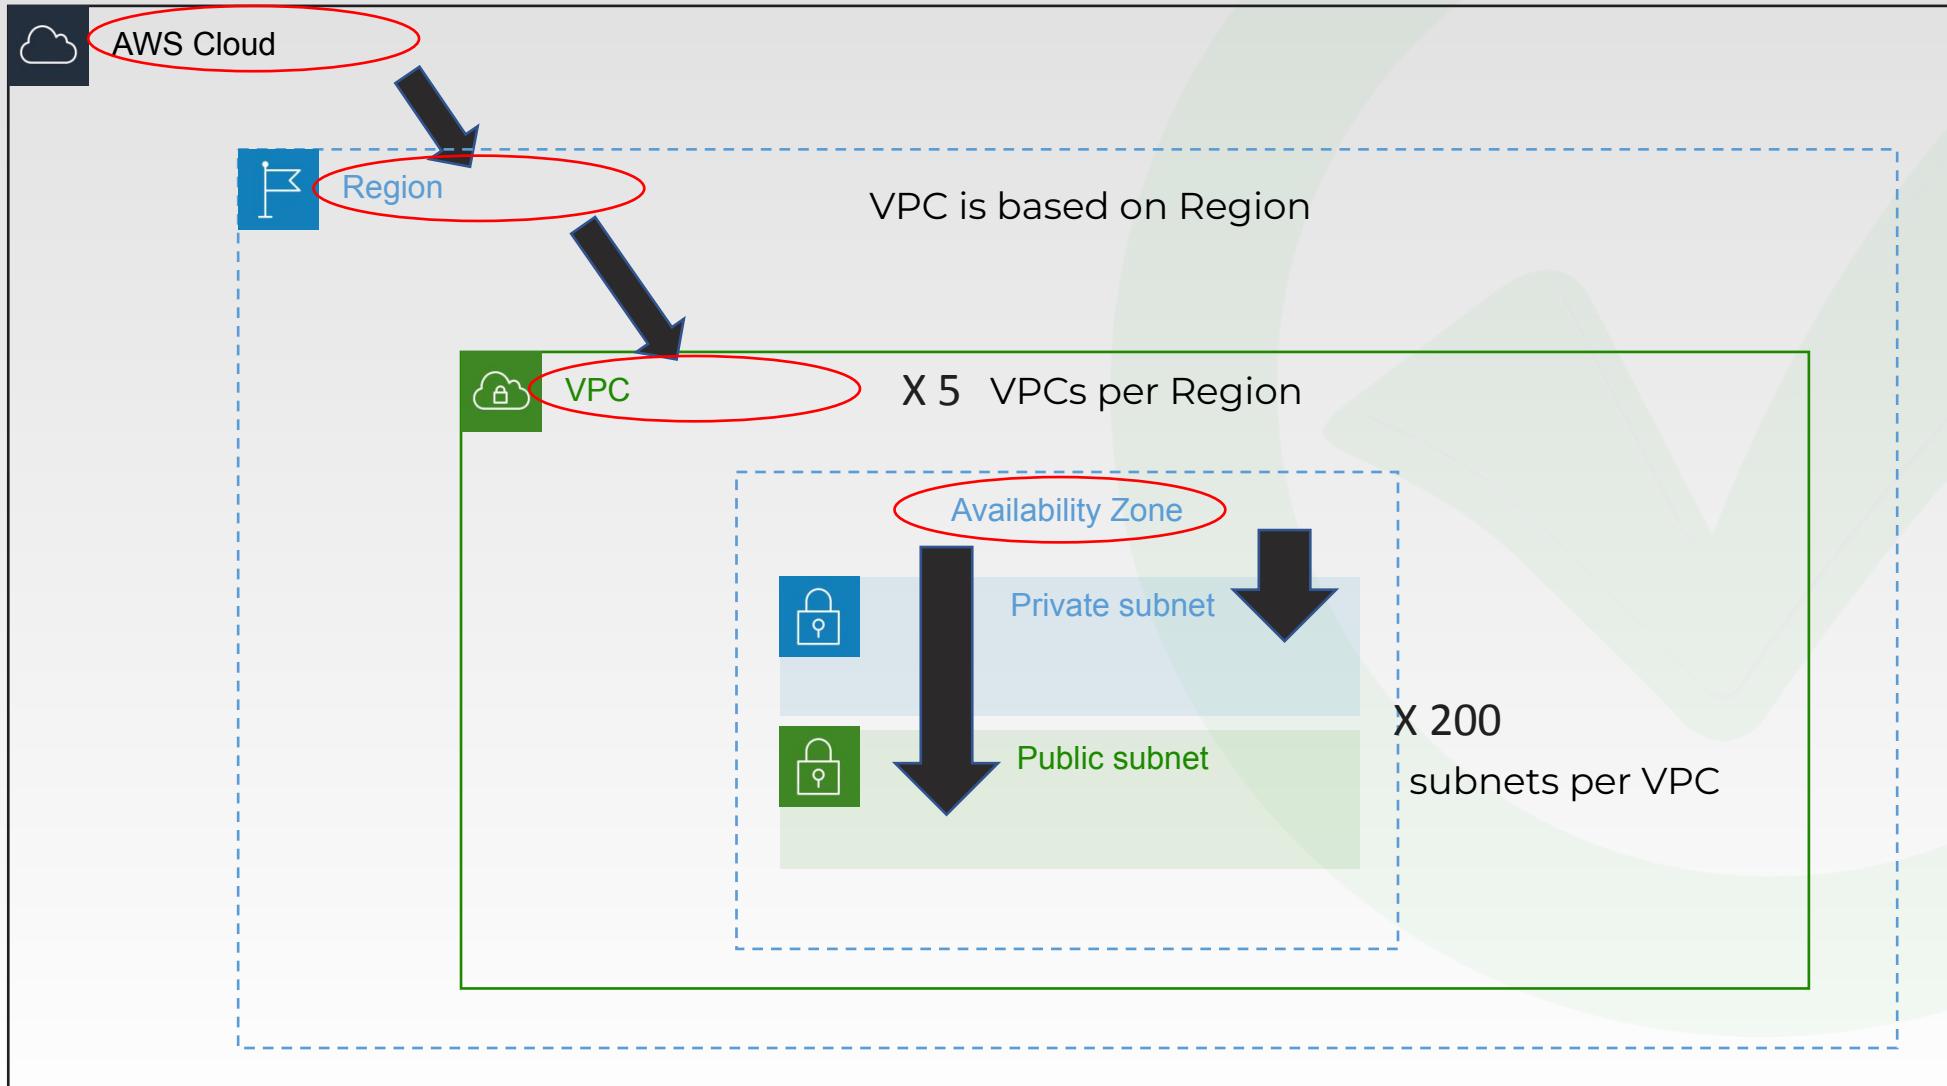 AWS Cloud
Region
VPC is based on Region
VPC
X 5 VPCs per Region
Availability Zone
Private subnet
X 200
Public subnet
subnets per VPC